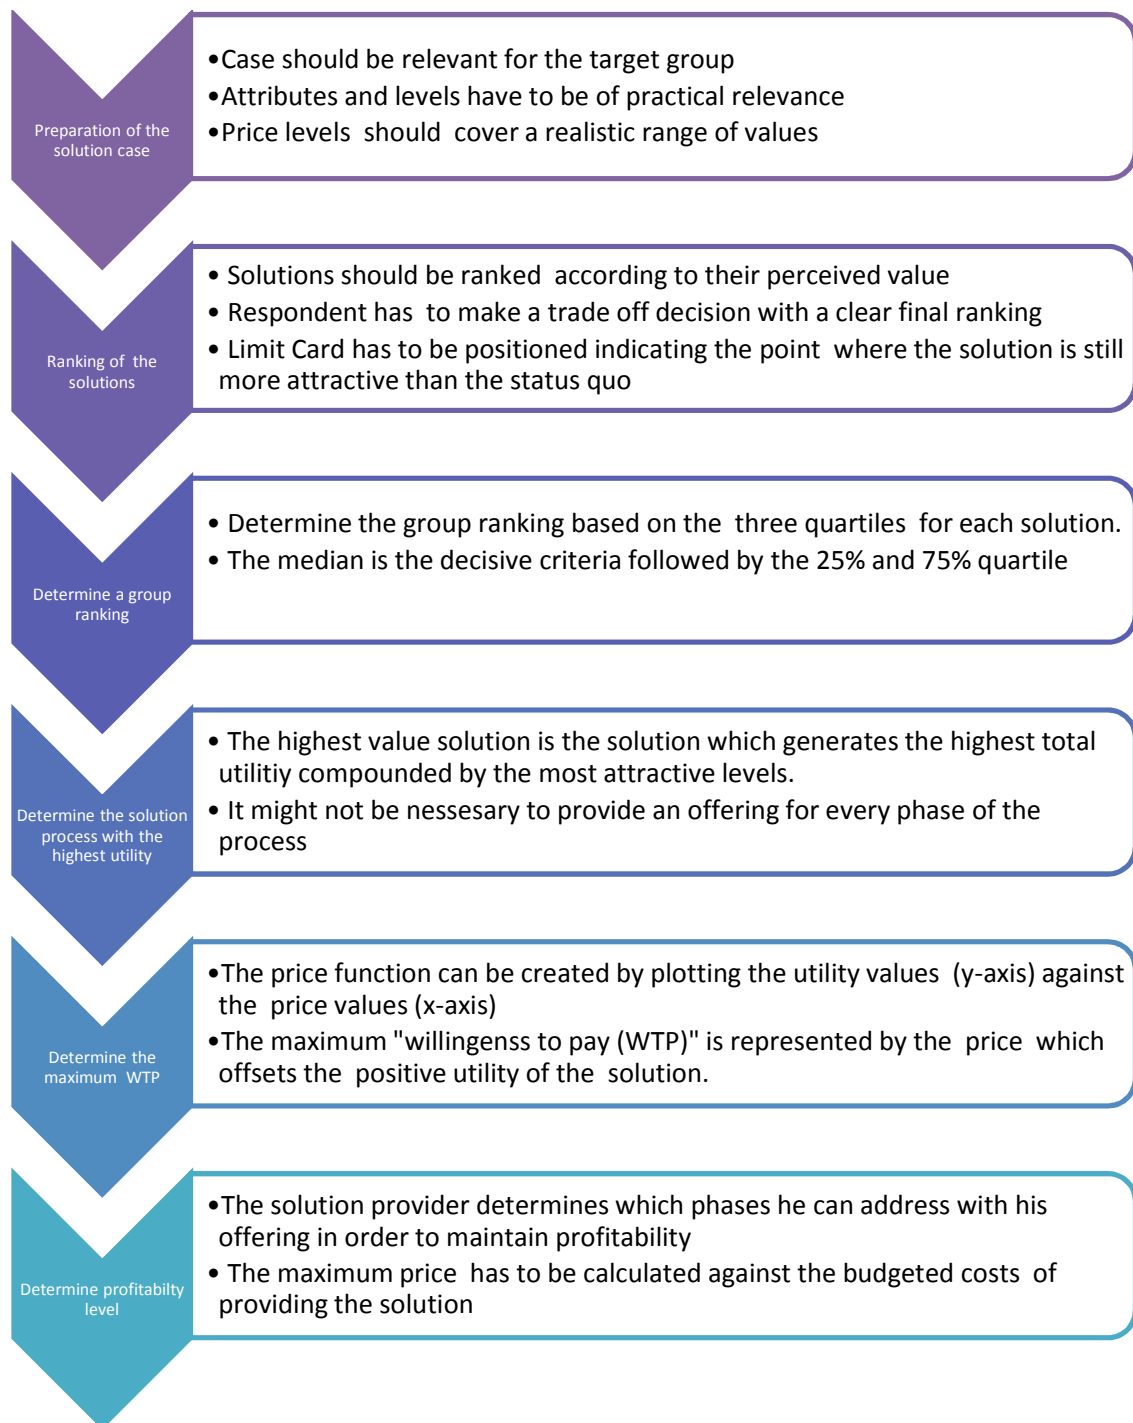 Preparation of the
solution case
•Case should be relevant for the target group
•Attributes and levels have to be of practical relevance
•Price levels should cover a realistic range of values
Ranking of the
solutions
• Solutions should be ranked according to their perceived value
• Respondent has to make a trade off decision with a clear final ranking
• Limit Card has to be positioned indicating the point where the solution is still
more attractive than the status quo
Determine a group
ranking
• Determine the group ranking based on the three quartiles for each solution.
• The median is the decisive criteria followed by the 25% and 75% quartile
Determine the solution
process with the
highest utility
• The highest value solution is the solution which generates the highest total
utilitiy compounded by the most attractive levels.
• It might not be nessesary to provide an offering for every phase of the
process
Determine the
maximum WTP
•The price function can be created by plotting the utility values (y-axis) against
the price values (x-axis)
•The maximum "willingenss to pay (WTP)" is represented by the price which
offsets the positive utility of the solution.
Determine profitabilty
level
•The solution provider determines which phases he can address with his
offering in order to maintain profitability
• The maximum price has to be calculated against the budgeted costs of
providing the solution